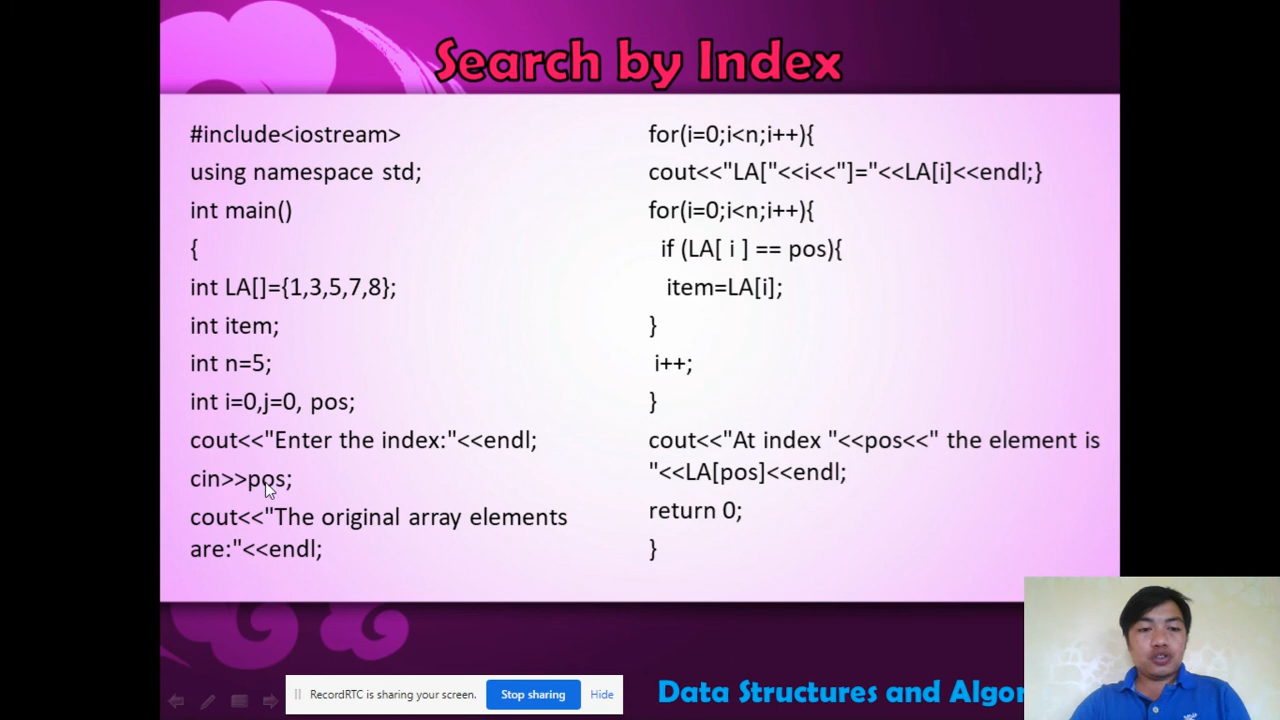 Search by Index
#include<iostream>
using namespace std;
int main()
{
int LA[]={1,3,5,7,8};
int item;
int n=5;
int i=0,j=0, pos;
cout<<"Enter the index:"<<endl;
cin>>pos;
cout<<"The original array elements
are:"<<endl;
for(i=0;i<n;i++){
cout<<"LA["<<i<<"]="<<LA[i]<<endl;}
for(i=0;i<n;i++){
if (LA[ i ] == pos){
item=LA[i];
}
i++;
}
cout<<"At index "<<pos<<" the element is
"<<LA[pos]<<endl;
return 0;
}
RecordRTC is sharing your screen.
Stop sharing
Hide
Data Structures and Algor